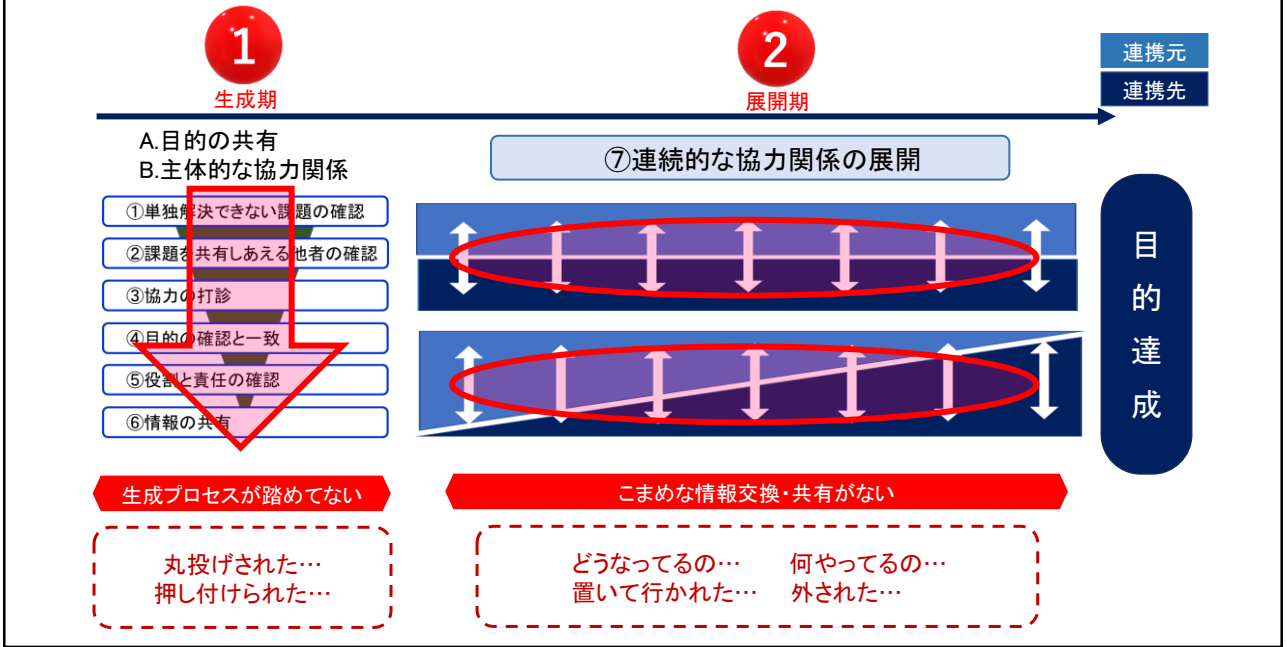 1
生成期
2
展開期
連携元
連携先
A.目的の共有
B.主体的な協力関係
①単独解決できない課題の確認
②課題を共有しあえる他者の確認
③協力の打診
④目的の確認と一致
⑤役割と責任の確認
⑥情報の共有
⑦連続的な協力関係の展開
目的達成
生成プロセスが踏めてない
こまめな情報交換・共有がない
丸投げされた…
押し付けられた…
どうなってるの… 何やってるの…
置いて行かれた… 外された…